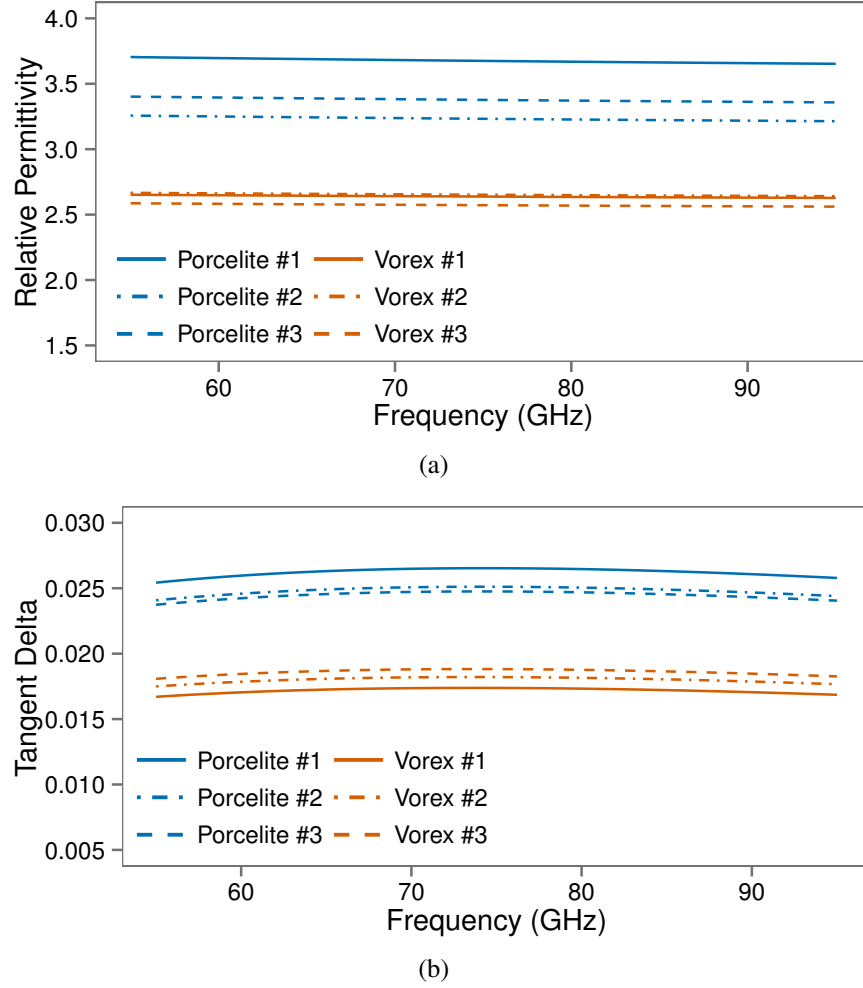 4.0
3.5
3.0
2.5
2.0
1.5
Relative Permittivity
Porcelite #1 Vorex #1
Porcelite #2 Vorex #2
Porcelite #3 Vorex #3
60 70 80 90
Frequency (GHz)
(a)
0.030
0.025
0.020
0.015
0.010
0.005
Tangent Delta
Porcelite #1 Vorex #1
Porcelite #2 Vorex #2
Porcelite #3 Vorex #3
60 70 80 90
Frequency (GHz)
(b)